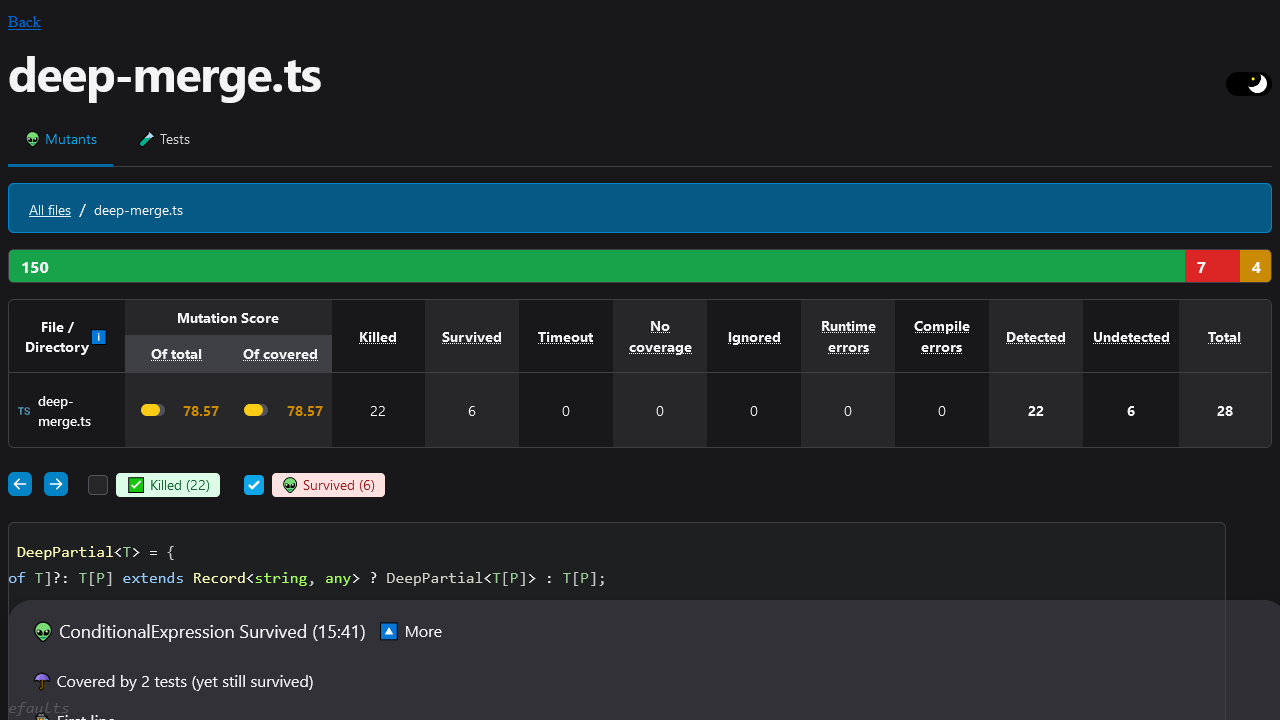 Back
deep-merge.ts
Mutants Tests
All files / deep-merge.ts
150 7 4
File / Directory Mutation Score Killed Survived Timeout No coverage Ignored Runtime errors Compile errors Detected Undetected Total
Of total Of covered
TS deep-merge.ts 78.57 78.57 22 6 0 0 0 0 0 22 6 28
Killed (22) Survived (6)
DeepPartial<T> = {
of T]?: T[P] extends Record<string, any> ? DeepPartial<T[P]> : T[P];
ConditionalExpression Survived (15:41) More
Covered by 2 tests (yet still survived)
efaults
First line